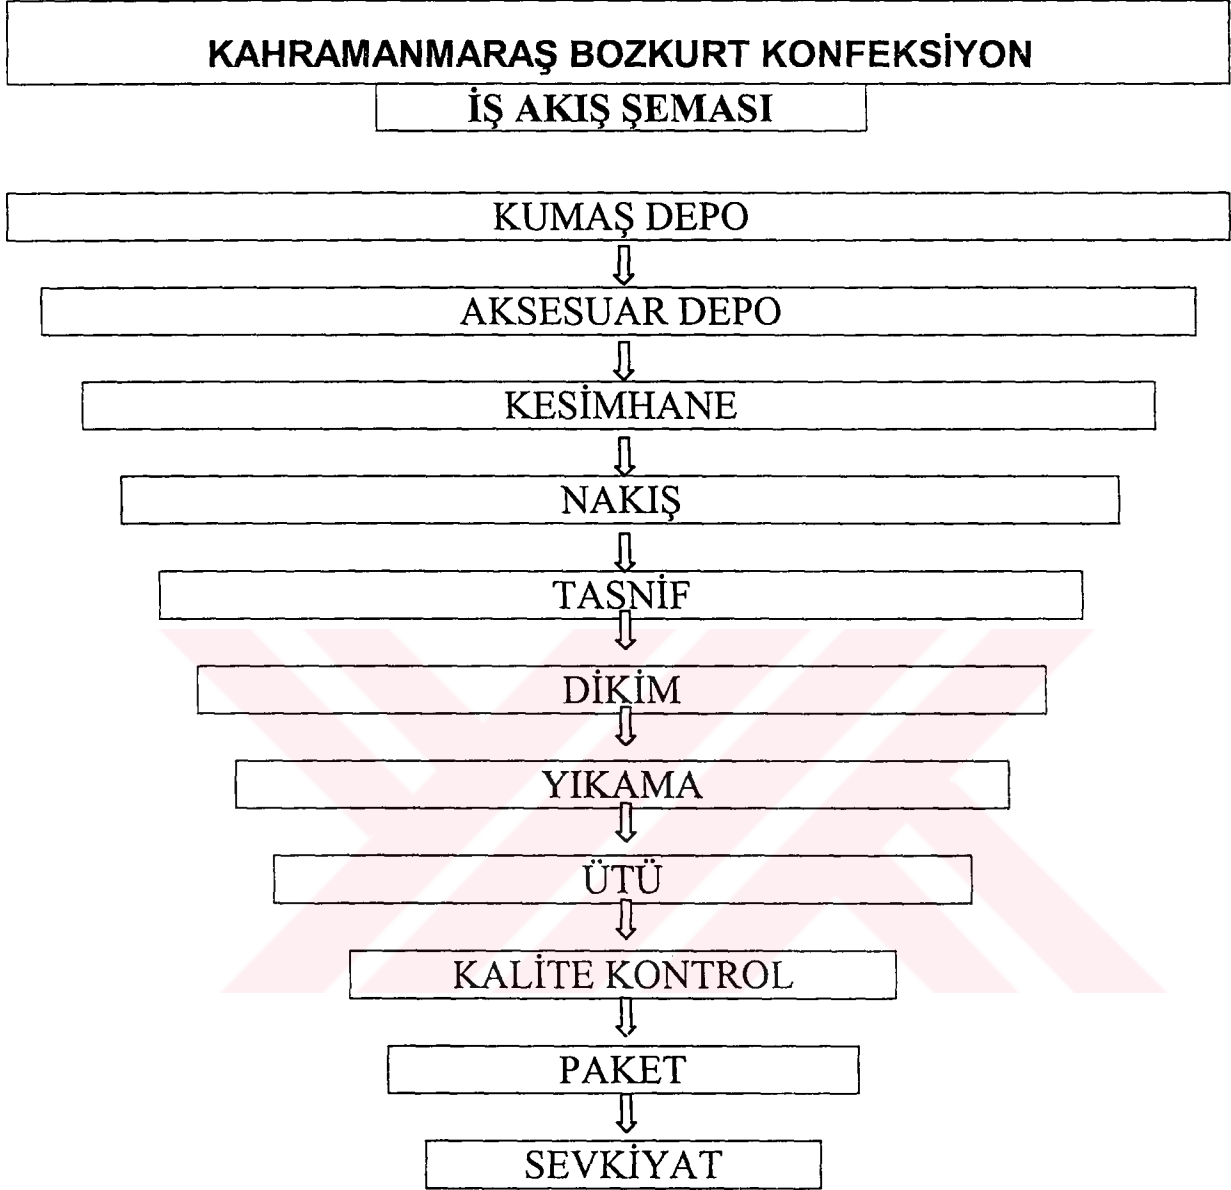 KAHRAMANMARAŞ BOZKURT KONFEKSİYON
İŞ AKIŞ ŞEMASI
KUMAŞ DEPO
AKSESUAR DEPO
KESİMHANE
NAKIŞ
TASNİF
DİKİM
YIKAMA
ÜTÜ
KALİTE KONTROL
PAKET
SEVKİYAT